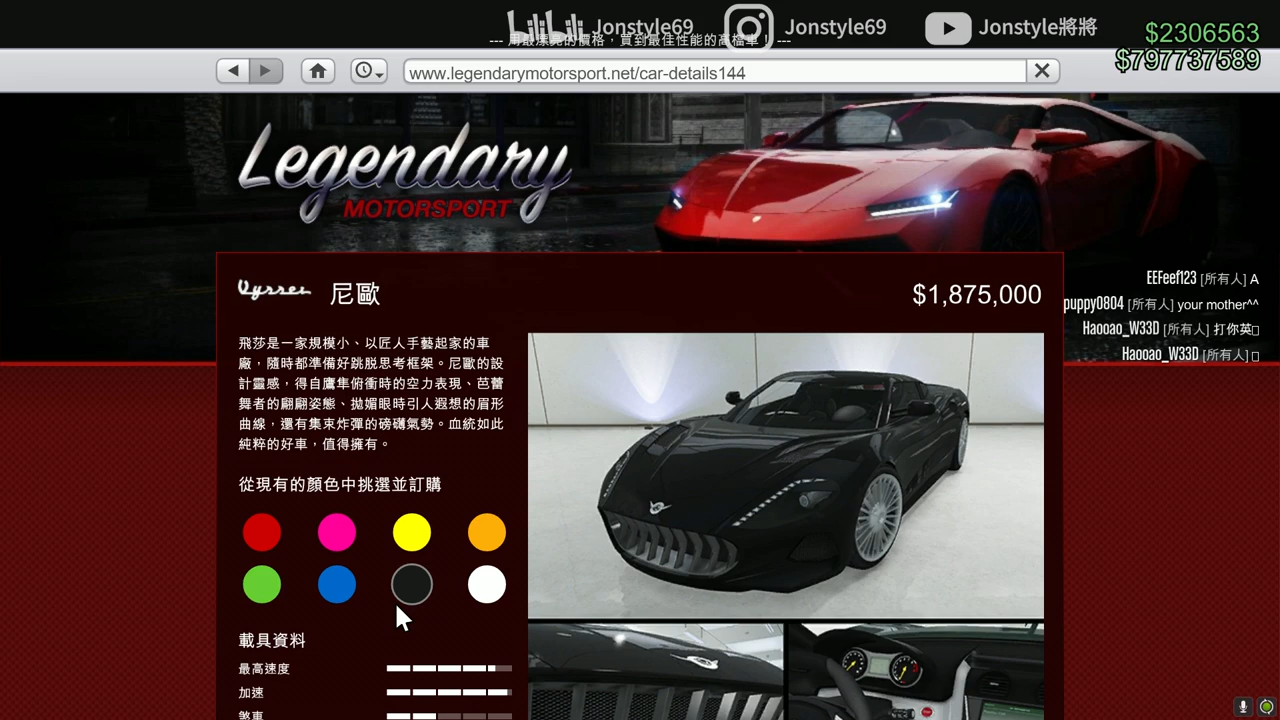 Jonstyle69
Jonstyle69
Jonstyle將將
--- 用最漂亮的價格，買到最佳性能的高檔車！ ---
$2306563
$797737589
www.legendarymotorsport.net/car-details144
Legendary
MOTORSPORT
Vysser
尼歐
$1,875,000
EEFeef123 [所有人] A
puppy0804 [所有人] your mother^^
Haooao_W33D [所有人] 打你英
Haooao_W33D [所有人]
飛莎是一家規模小、以匠人手藝起家的車
廠，隨時都準備好跳脱思考框架。尼歐的設
計靈感，得自鷹隼俯衝時的空力表現、芭蕾
舞者的翩翩姿態、拋媚眼時引人遐想的眉形
曲線，還有集束炸彈的磅礴氣勢。血統如此
純粹的好車，值得擁有。
從現有的顏色中挑選並訂購
載具資料
最高速度
加速
煞車